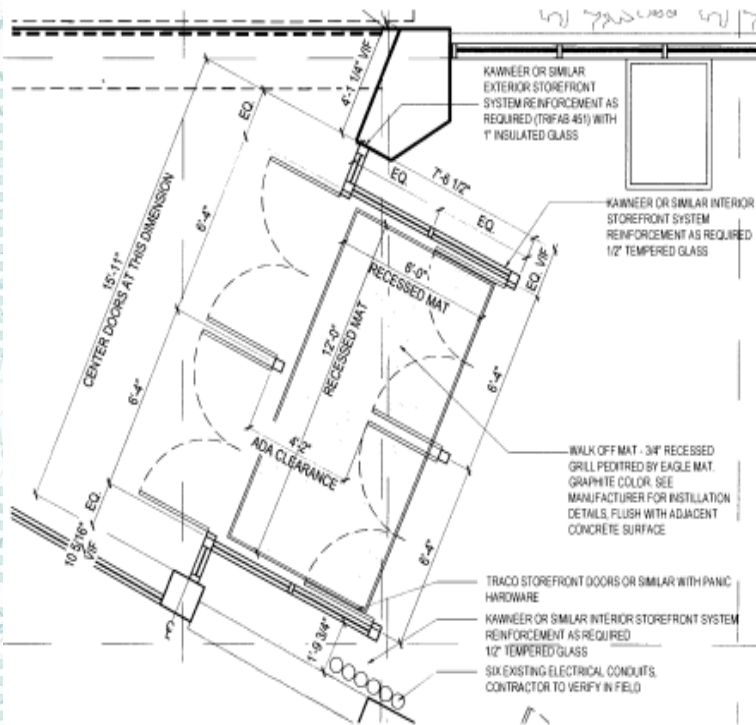 4'-1 1/4" VIF
KAWNEER OR SIMILAR
EXTERIOR STOREFRONT
SYSTEM REINFORCEMENT AS
REQUIRED (TRIFAB 451) WITH
1" INSULATED GLASS
EQ.
7'-6 1/2"
EQ.
EQ.
KAWNEER OR SIMILAR INTERIOR
STOREFRONT SYSTEM
REINFORCEMENT AS REQUIRED
1/2" TEMPERED GLASS
EQ.
VIF
15'-11"
CENTER DOORS AT THIS DIMENSION
6'-4"
6'-0"
RECESSED MAT
12'-0"
RECESSED MAT
6'-4"
6'-4"
4'-2"
ADA CLEARANCE
WALK OFF MAT - 3/4" RECESSED
GRILL PEDITRED BY EAGLE MAT.
GRAPHITE COLOR. SEE
MANUFACTURER FOR INSTILLATION
DETAILS, FLUSH WITH ADJACENT
CONCRETE SURFACE
EQ.
10 5/16"
VIF
6'-4"
TRACO STOREFRONT DOORS OR SIMILAR WITH PANIC
HARDWARE
KAWNEER OR SIMILAR INTERIOR STOREFRONT SYSTEM
REINFORCEMENT AS REQUIRED
1/2" TEMPERED GLASS
1'-9 3/4"
SIX EXISTING ELECTRICAL CONDUITS,
CONTRACTOR TO VERIFY IN FIELD